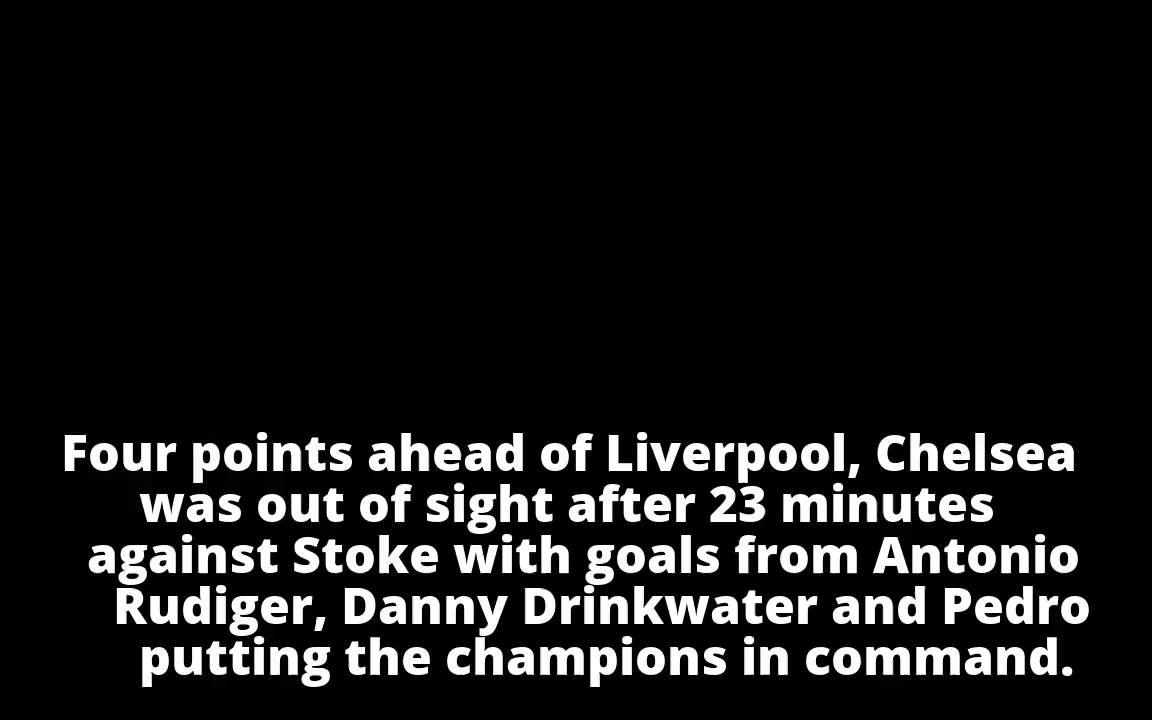 Four points ahead of Liverpool, Chelsea
was out of sight after 23 minutes
against Stoke with goals from Antonio
Rudiger, Danny Drinkwater and Pedro
putting the champions in command.